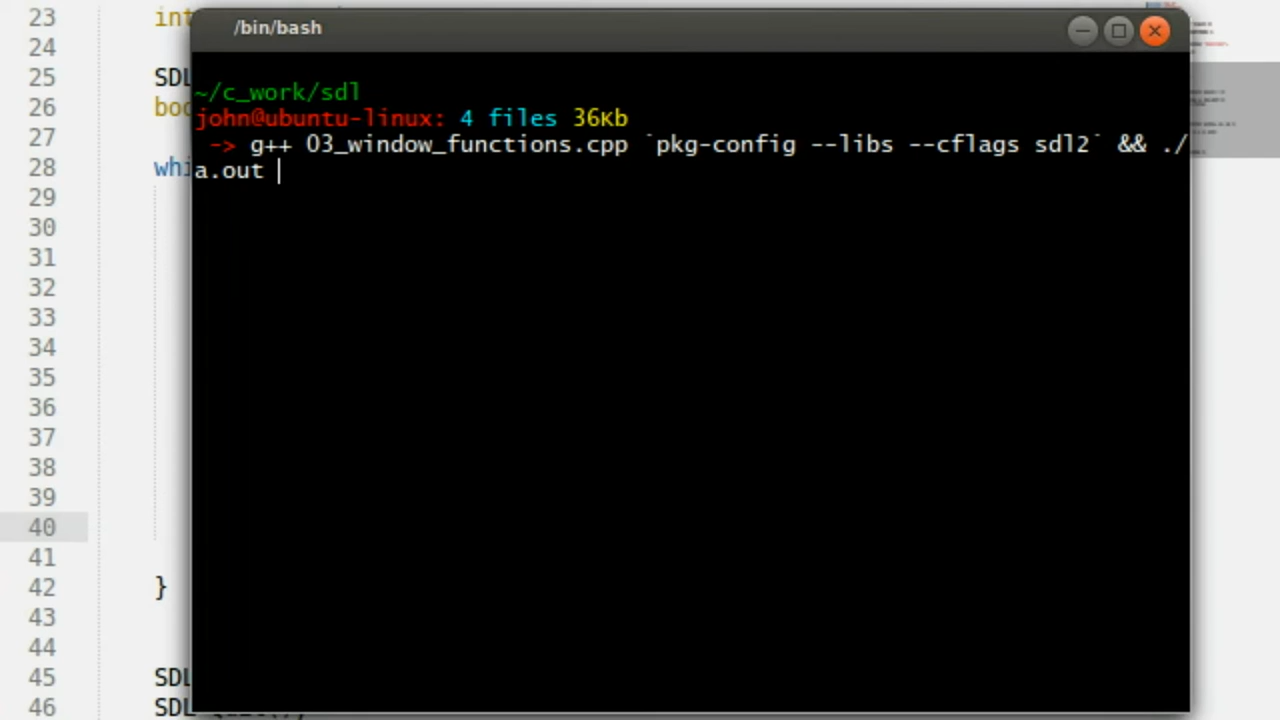 /bin/bash
~/c_work/sdl
john@ubuntu-linux: 4 files 36Kb
-> g++ 03_window_functions.cpp `pkg-config --libs --cflags sdl2` && ./
a.out
23 int
24
25 SDL
26 boo
27
28 whi
29
30
31
32
33
34
35
36
37
38
39
40
41
42 }
43
44
45 SDL
46